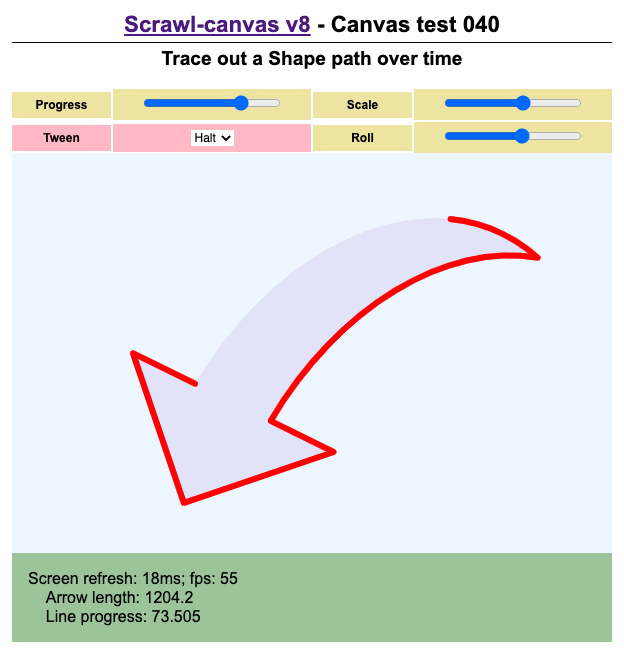 Scrawl-canvas v8 - Canvas test 040
Trace out a Shape path over time
Progress Scale
Tween Halt Roll
Screen refresh: 18ms; fps: 55
Arrow length: 1204.2
Line progress: 73.505